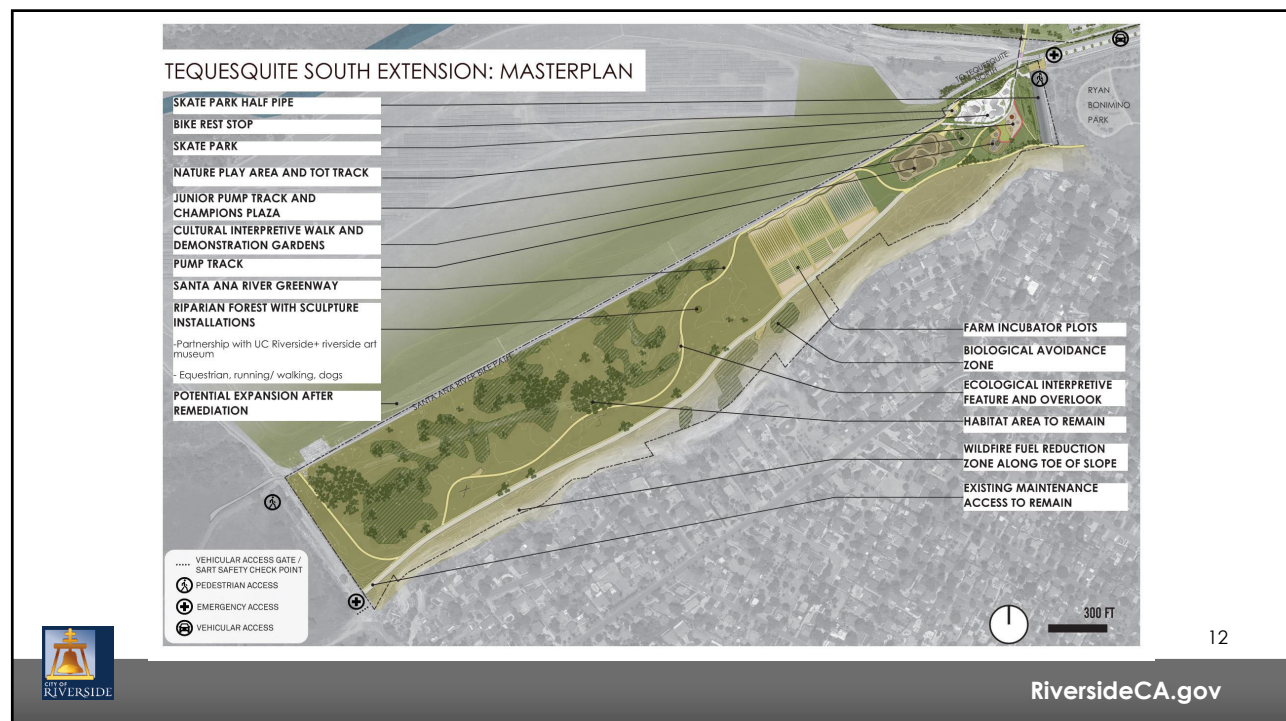 TEQUESQUITE SOUTH EXTENSION: MASTERPLAN
SKATE PARK HALF PIPE
BIKE REST STOP
SKATE PARK
NATURE PLAY AREA AND TOT TRACK
JUNIOR PUMP TRACK AND
CHAMPIONS PLAZA
CULTURAL INTERPRETIVE WALK AND
DEMONSTRATION GARDENS
PUMP TRACK
SANTA ANA RIVER GREENWAY
RIPARIAN FOREST WITH SCULPTURE
INSTALLATIONS
-Partnership with UC Riverside+ riverside art
museum
- Equestrian, running/ walking, dogs
POTENTIAL EXPANSION AFTER
REMEDIATION
TO TEQUESQUITE
NORTH
RYAN
BONIMINO
PARK
SANTA ANA RIVER BIKE PATH
FARM INCUBATOR PLOTS
BIOLOGICAL AVOIDANCE
ZONE
ECOLOGICAL INTERPRETIVE
FEATURE AND OVERLOOK
HABITAT AREA TO REMAIN
WILDFIRE FUEL REDUCTION
ZONE ALONG TOE OF SLOPE
EXISTING MAINTENANCE
ACCESS TO REMAIN
VEHICULAR ACCESS GATE /
SART SAFETY CHECK POINT
PEDESTRIAN ACCESS
EMERGENCY ACCESS
VEHICULAR ACCESS
300 FT
12
CITY OF
RIVERSIDE
RiversideCA.gov